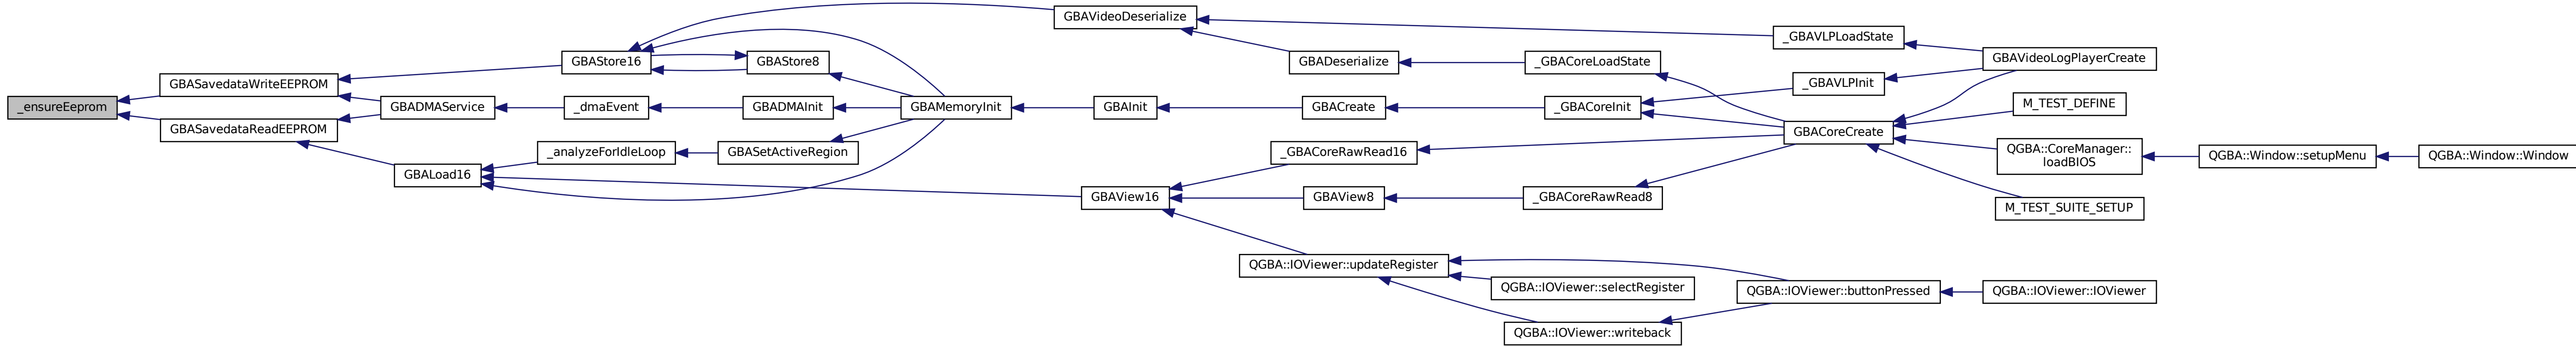 _ensureEeprom
GBASavedataWriteEEPROM
GBASavedataReadEEPROM
GBAStore16
GBAStore8
GBADMAService
_dmaEvent
GBADMAInit
_analyzeForIdleLoop
GBASetActiveRegion
GBALoad16
GBAMemoryInit
GBAVideoDeserialize
GBADeserialize
_GBACoreLoadState
GBAInit
GBACreate
_GBACoreInit
_GBACoreRawRead16
GBAView16
GBAView8
_GBACoreRawRead8
QGBA::IOViewer::updateRegister
QGBA::IOViewer::selectRegister
QGBA::IOViewer::writeback
QGBA::IOViewer::buttonPressed
QGBA::IOViewer::IOViewer
_GBAVLPLoadState
_GBAVLPInit
GBACoreCreate
GBAVideoLogPlayerCreate
M_TEST_DEFINE
QGBA::CoreManager::
loadBIOS
M_TEST_SUITE_SETUP
QGBA::Window::setupMenu
QGBA::Window::Window